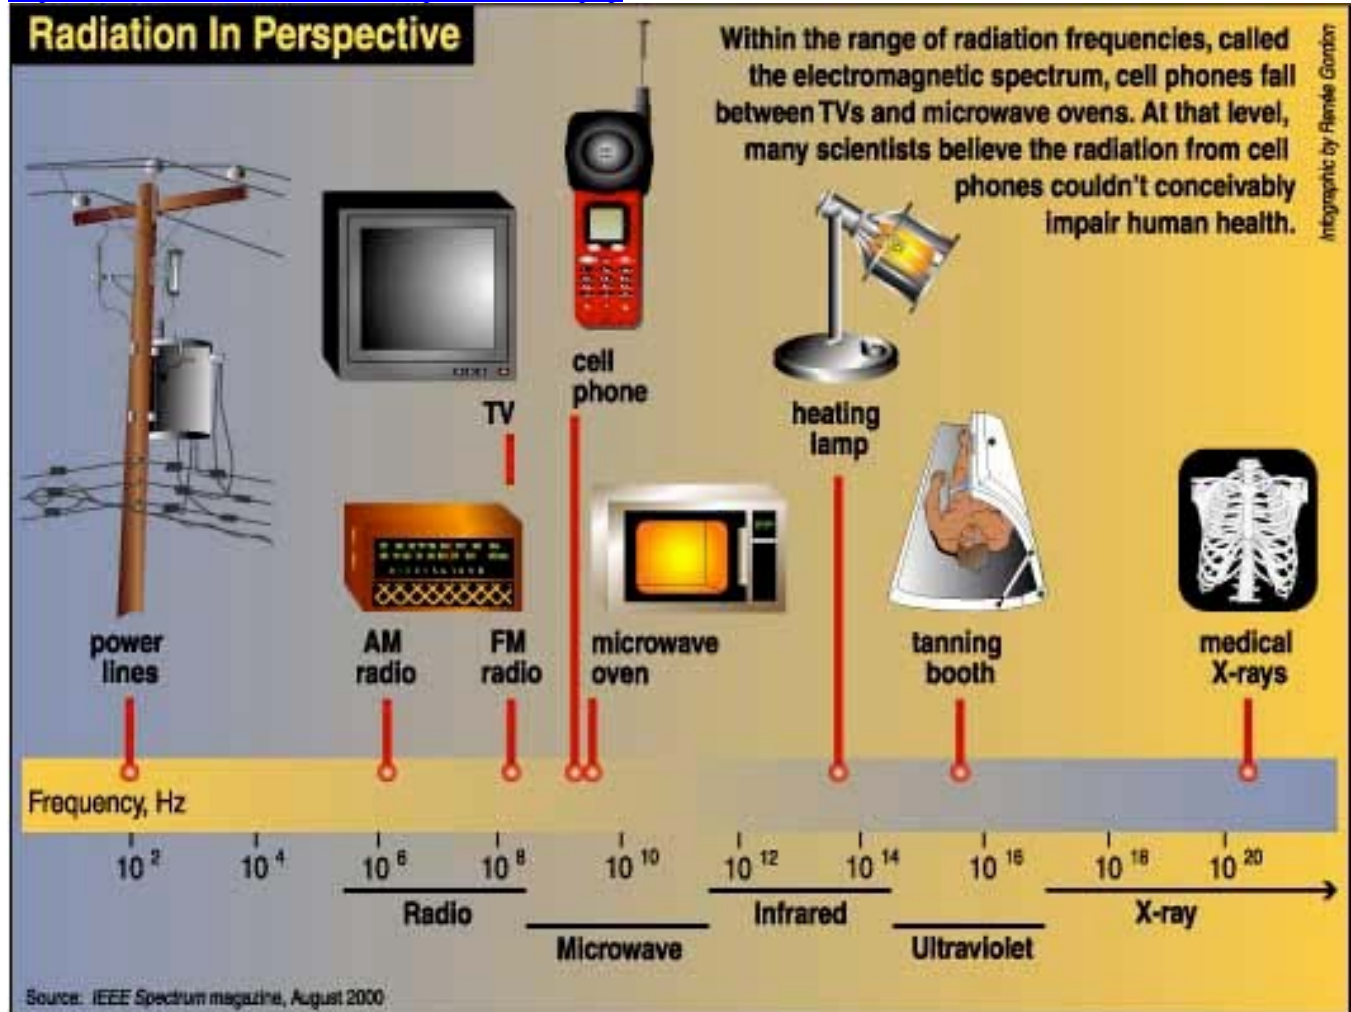 Radiation In Perspective
Within the range of radiation frequencies, called
the electromagnetic spectrum, cell phones fall
between TVs and microwave ovens. At that level,
many scientists believe the radiation from cell
phones couldn't conceivably
impair human health.
Infographic by Renée Gordon
cell
phone
TV
heating
lamp
power
lines
AM
radio
FM
radio
microwave
oven
tanning
booth
medical
X-rays
Frequency, Hz
10 2
10 4
10 6
10 8
10 10
10 12
10 14
10 16
10 18
10 20
Radio
Infrared
X-ray
Microwave
Ultraviolet
Source: IEEE Spectrum magazine, August 2000